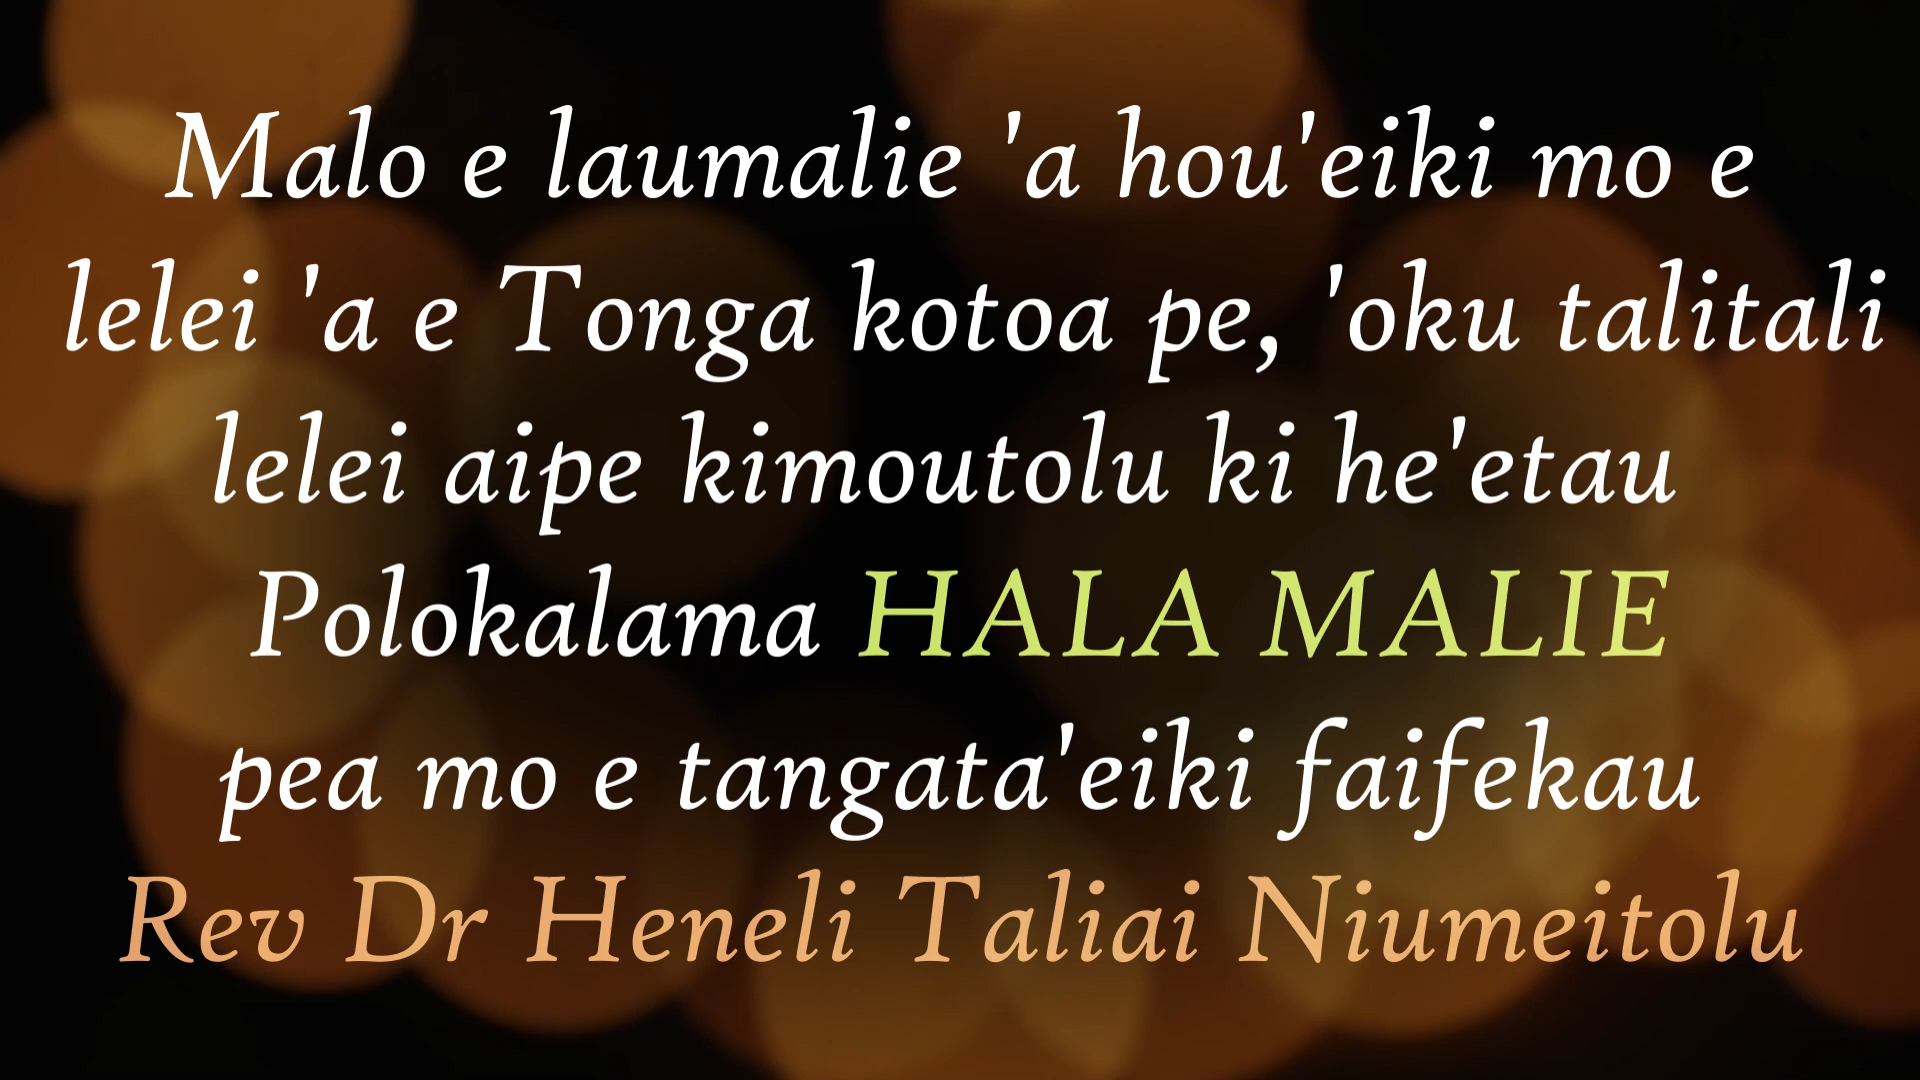 Malo e laumalie 'a hou'eiki mo e
lelei 'a e Tonga kotoa pe, 'oku talitali
lelei aipe kimoutolu ki he'etau
Polokalama HALA MALIE
pea mo e tangata'eiki faifekau
Rev Dr Heneli Taliai Niumeitolu